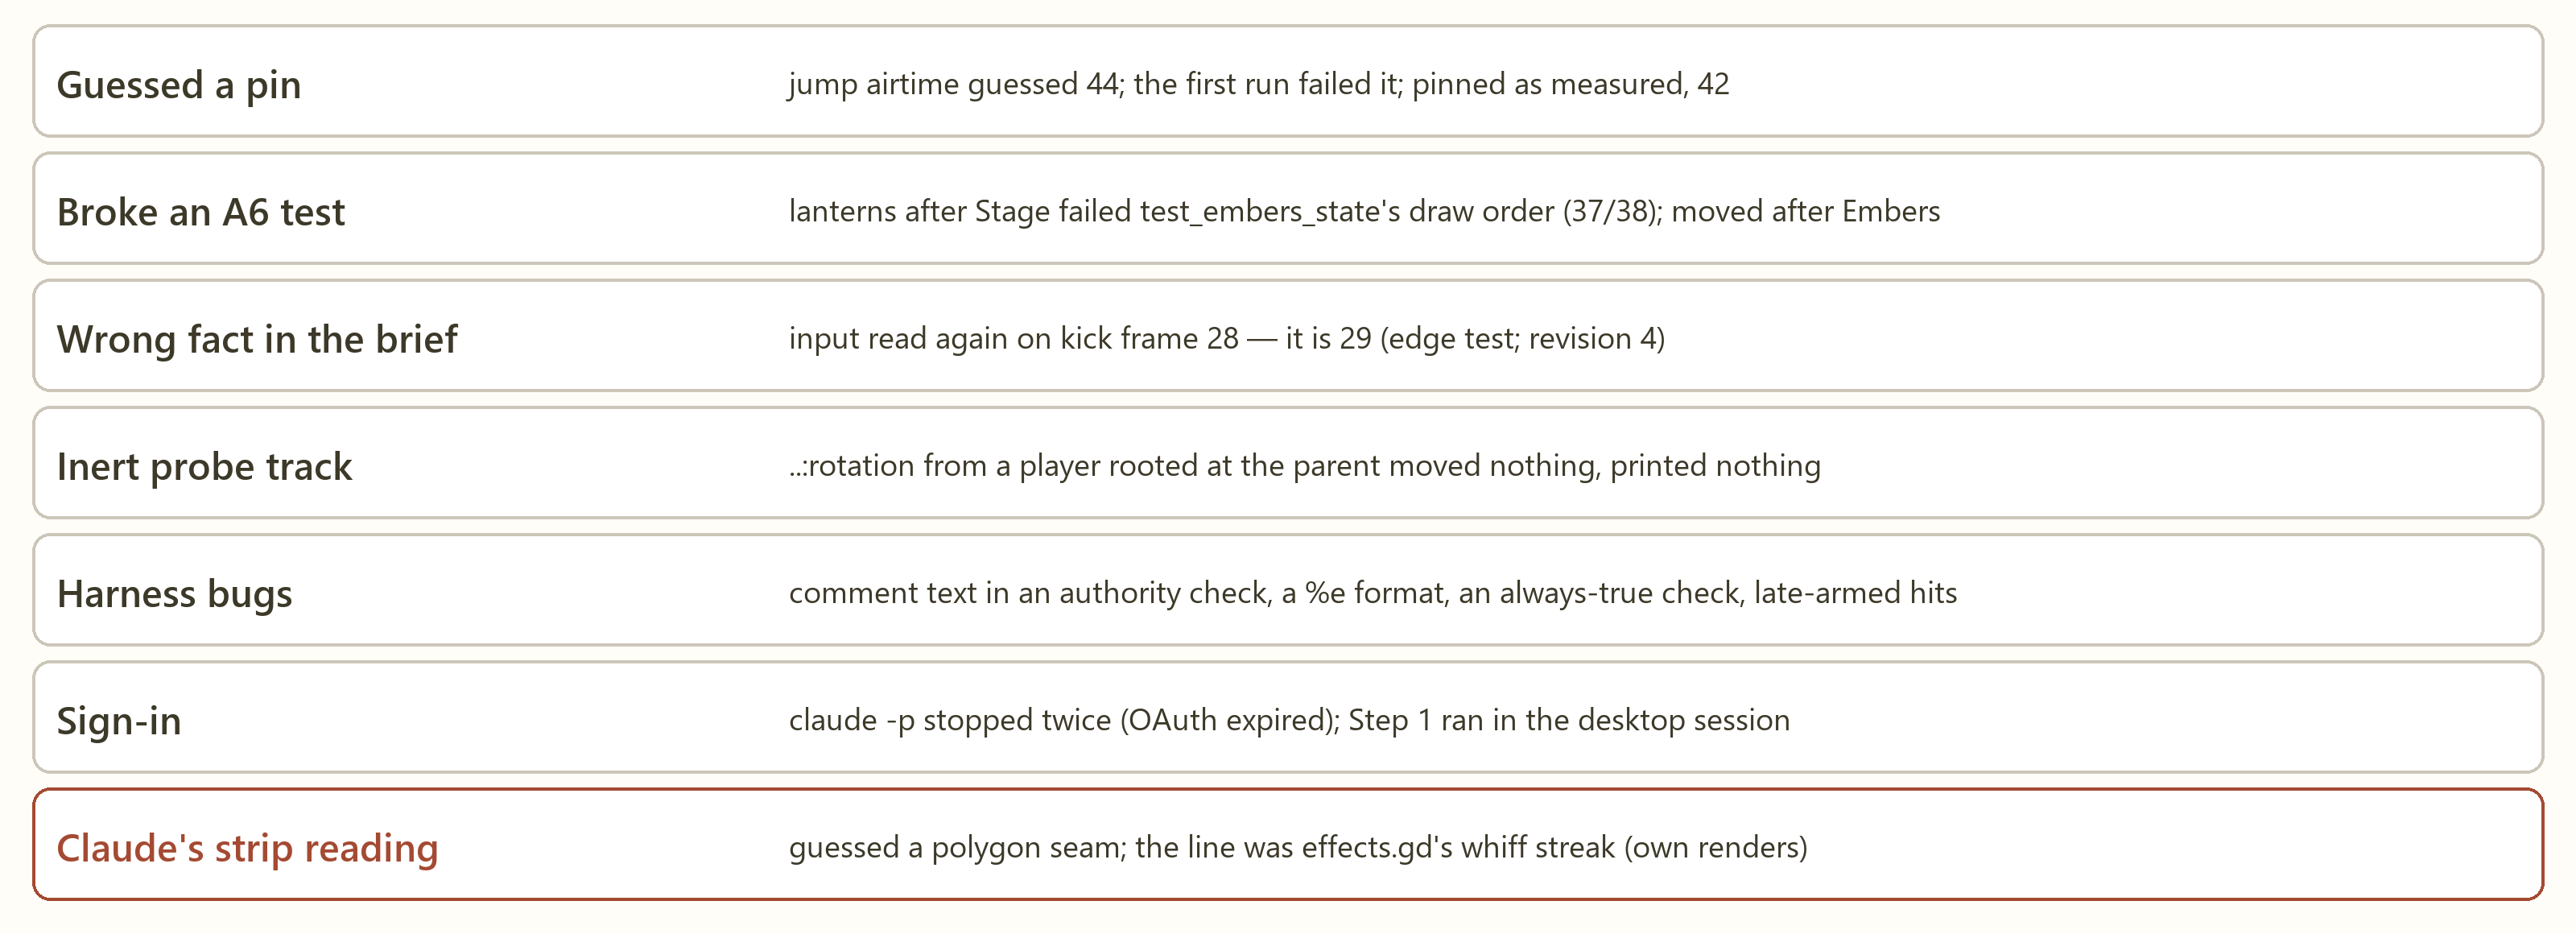 Guessed a pin
jump airtime guessed 44; the first run failed it; pinned as measured, 42
Broke an A6 test
lanterns after Stage failed test_embers_state's draw order (37/38); moved after Embers
Wrong fact in the brief
input read again on kick frame 28 — it is 29 (edge test; revision 4)
Inert probe track
..:rotation from a player rooted at the parent moved nothing, printed nothing
Harness bugs
comment text in an authority check, a %e format, an always-true check, late-armed hits
Sign-in
claude -p stopped twice (OAuth expired); Step 1 ran in the desktop session
Claude's strip reading
guessed a polygon seam; the line was effects.gd's whiff streak (own renders)